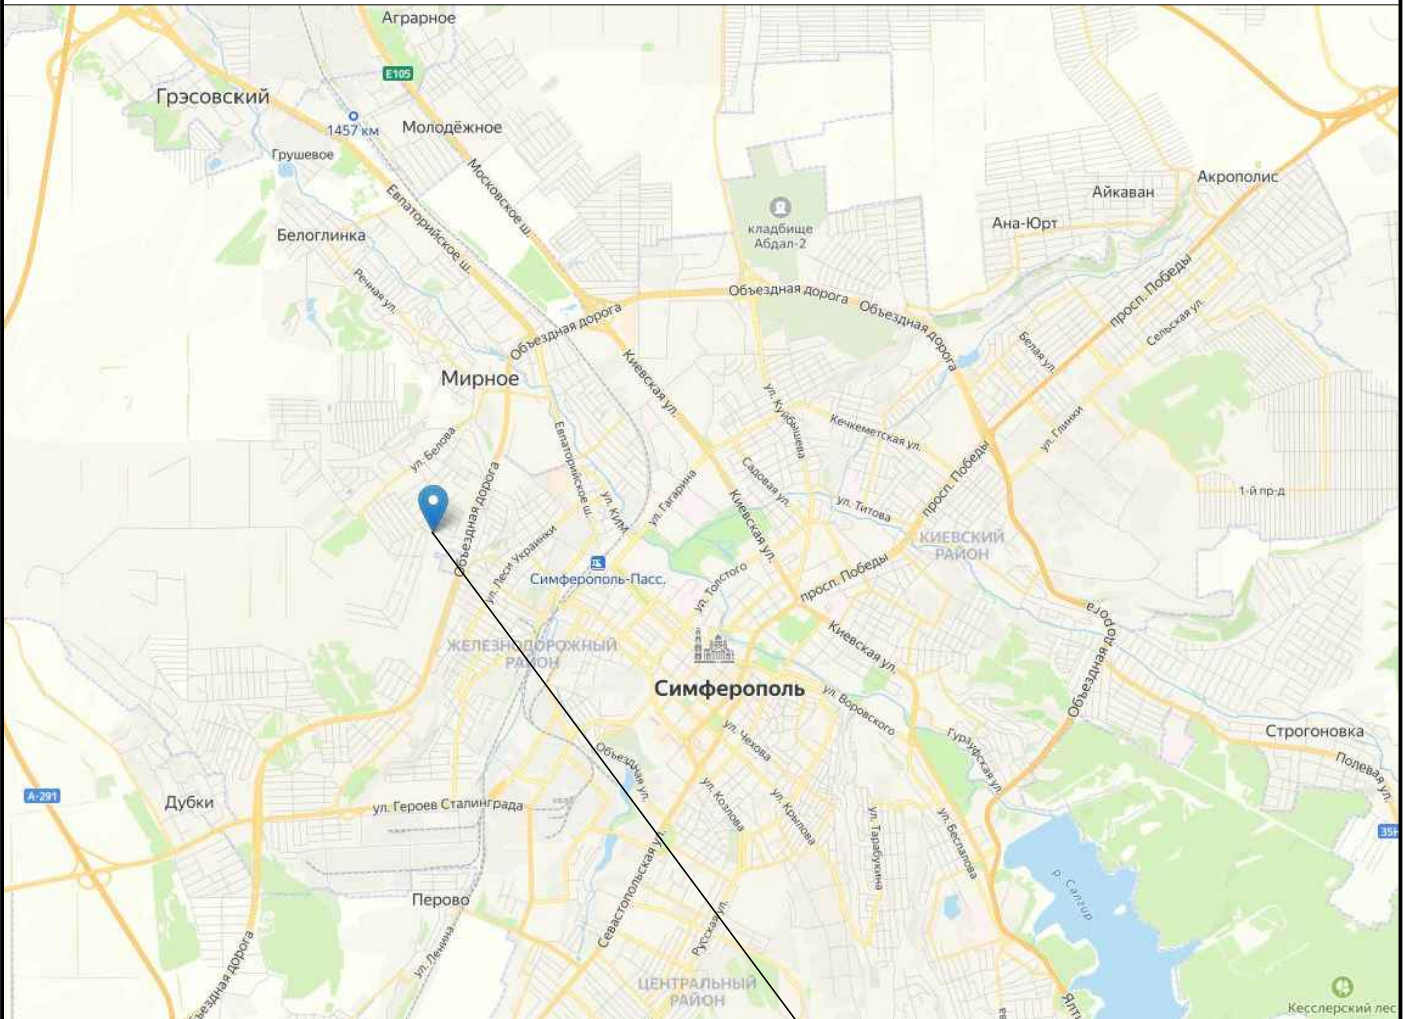 Аграрное
E105
Грэсовский
1457 км
Молодёжное
Грушевое
Московское ш.
Акрополис
Айкаван
Евпаторийское ш.
Белоглинка
кладбище
Абдал-2
Ана-Юрт
Речная ул.
Объездная дорога
Объездная дорога
Объездная дорога
просп. Победы
Сельская ул.
Белая ул.
Мирное
Киевская ул.
ул. Куйбышева
Кечкеметская ул.
ул. Глинки
ул. Белова
Евпаторийское ш.
Садовая ул.
просп. Победы
1-й пр-д
Объездная дорога
ул. КИМ
ул. Гагарина
Киевская ул.
ул. Титова
КИЕВСКИЙ
РАЙОН
ул. Леси Украинки
Симферополь-Пасс.
ул. Толстого
просп. Победы
ЖЕЛЕЗНОДОРОЖНЫЙ
РАЙОН
Киевская ул.
Объездная дорога
Симферополь
ул. Воровского
Строгоновка
ул. Чехова
Гурзуфская ул.
Полевая ул.
Объездная ул.
А-291
Дубки
ул. Героев Сталинграда
ул. Козлова
ул. Крылова
ул. Тарабукина
ул. Беспалова
35Н
Перово
Севастопольская ул.
р. Салгир
ул. Ленина
Русская ул.
ЦЕНТРАЛЬНЫЙ
РАЙОН
Кесслерский лес